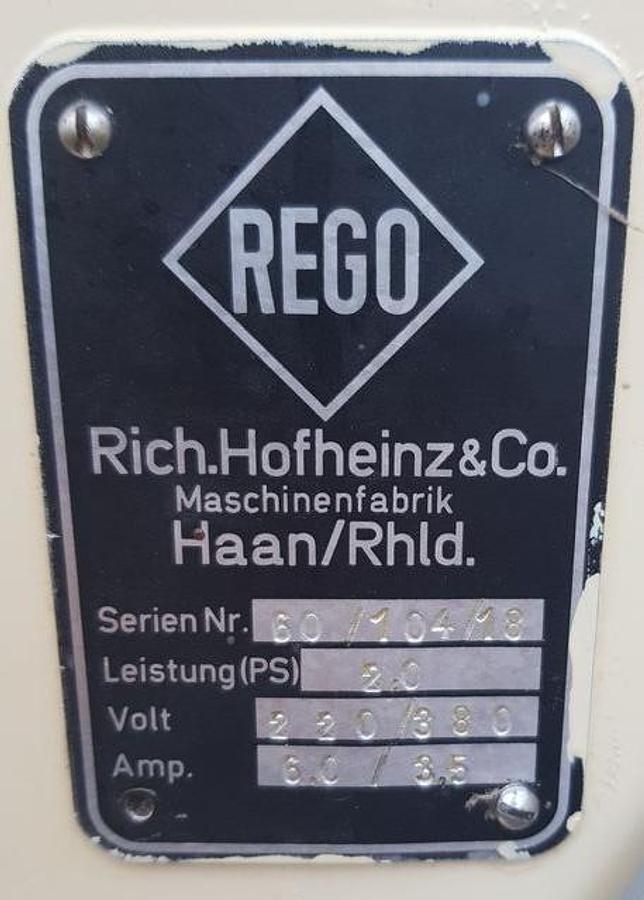 REGO
Rich.Hofheinz&Co.
Maschinenfabrik
Haan/Rhld.
Serien Nr. 60/104/18
Leistung(PS) 2.0
Volt 220/380
Amp. 6.0 / 3,5